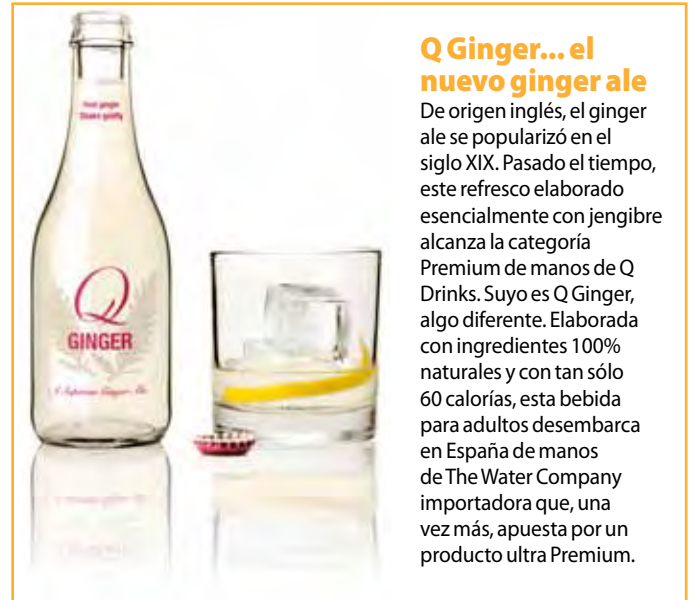 Q
GINGER
A Superior Ginger Ale
Q Ginger... el
nuevo ginger ale
De origen inglés, el ginger
ale se popularizó en el
siglo XIX. Pasado el tiempo,
este refresco elaborado
esencialmente con jengibre
alcanza la categoría
Premium de manos de Q
Drinks. Suyo es Q Ginger,
algo diferente. Elaborada
con ingredientes 100%
naturales y con tan sólo
60 calorías, esta bebida
para adultos desembarca
en España de manos
de The Water Company
importadora que, una
vez más, apuesta por un
producto ultra Premium.